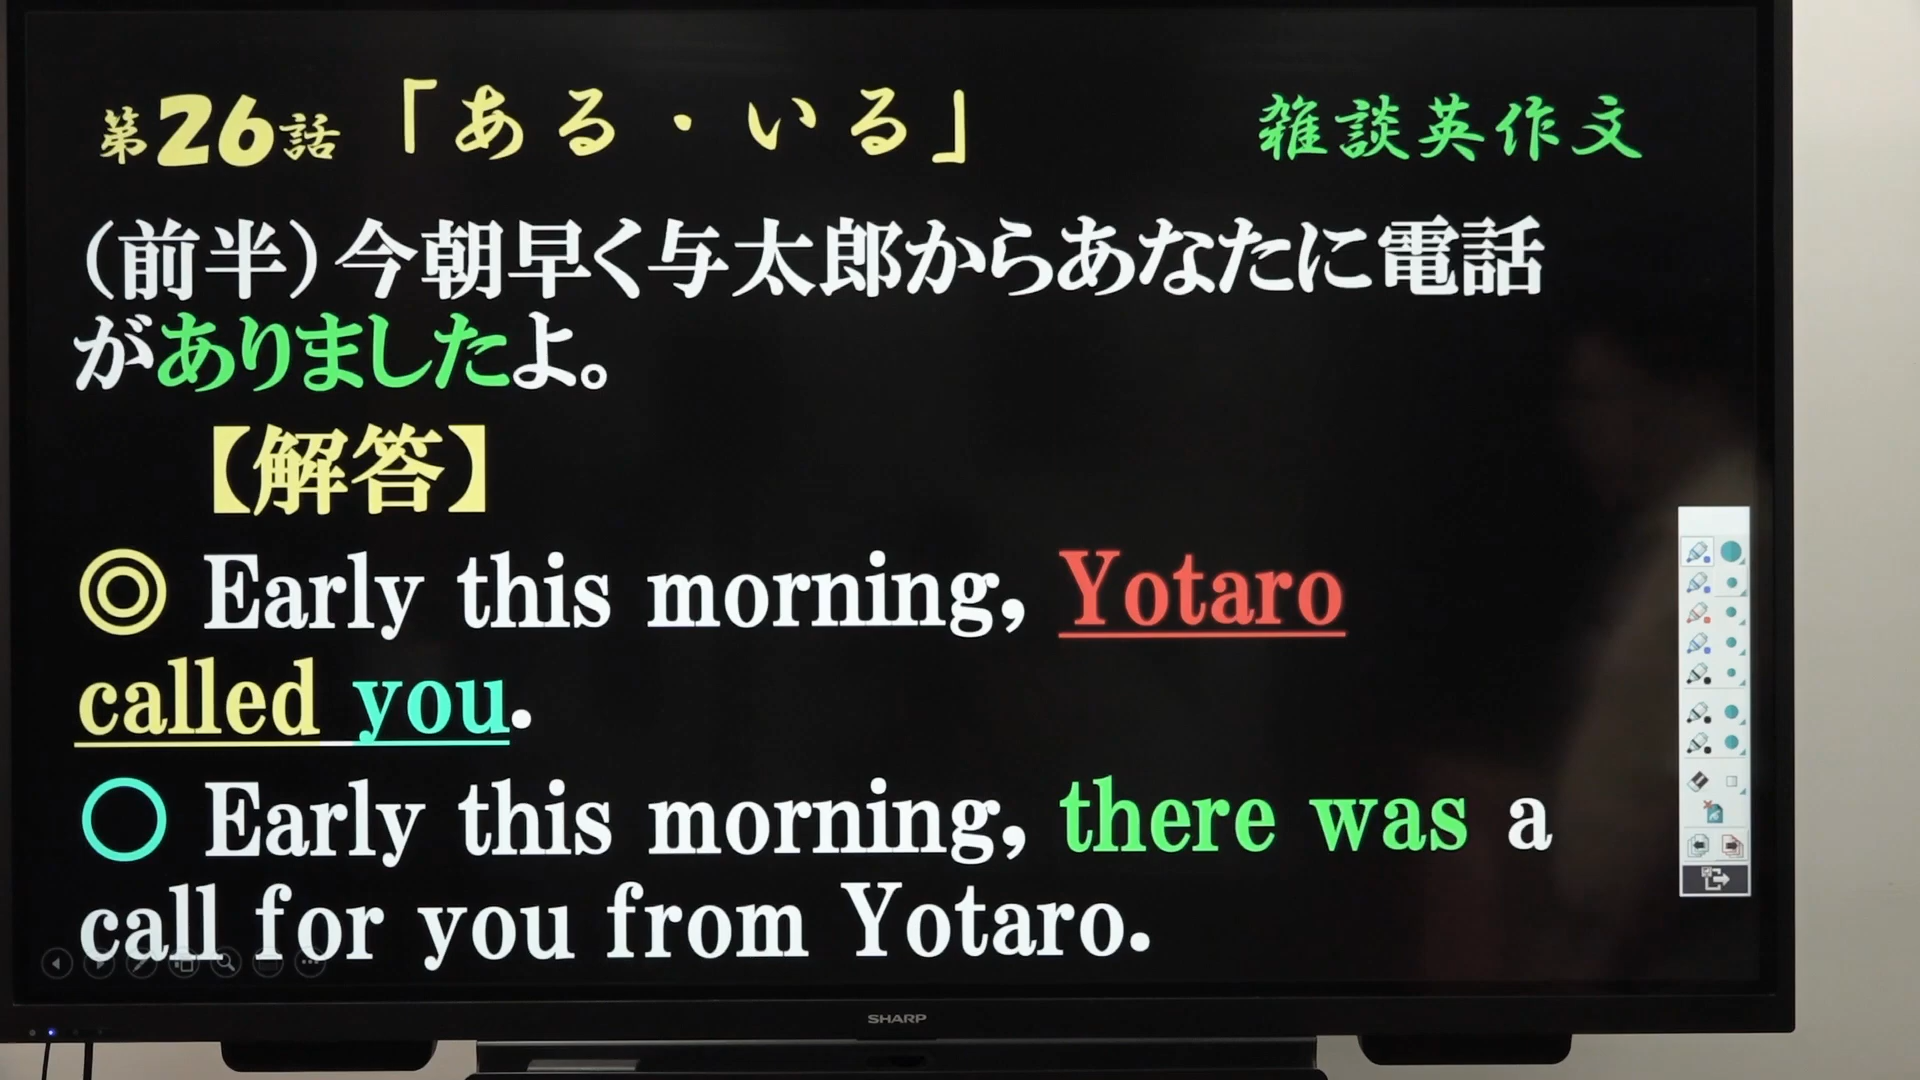 第26話 「ある・いる」 雑談英作文
(前半)今朝早く与太郎からあなたに電話
がありましたよ。
【解答】
◎ Early this morning, Yotaro
called you.
○ Early this morning, there was a
call for you from Yotaro.
SHARP